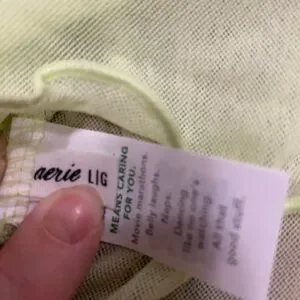 aerie LIG
MEANS CARING
FOR YOU:
Movie marathons.
Belly laughs.
Naps.
Dancing
like no one's
watching.
All that
good stuff.